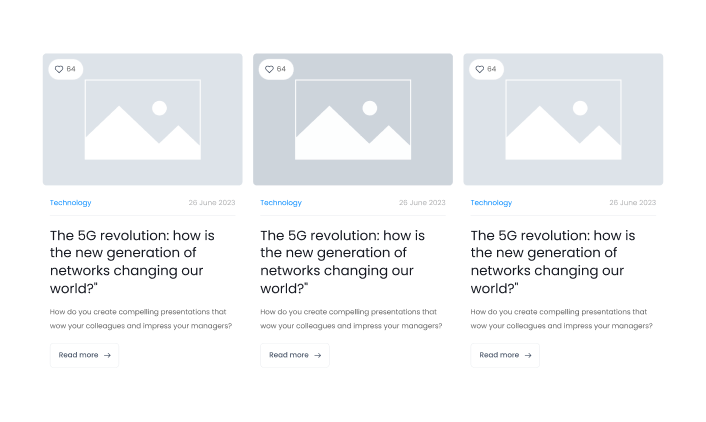 64
Technology
26 June 2023
The 5G revolution: how is
the new generation of
networks changing our
world?"
How do you create compelling presentations that
wow your colleagues and impress your managers?
Read more →
64
Technology
25 June 2023
The 5G revolution: how is
the new generation of
networks changing our
world?"
How do you create compelling presentations that
wow your colleagues and impress your managers?
Read more →
64
Technology
26 June 2023
The 5G revolution: how is
the new generation of
networks changing our
world?"
How do you create compelling presentations that
wow your colleagues and impress your managers?
Read more →